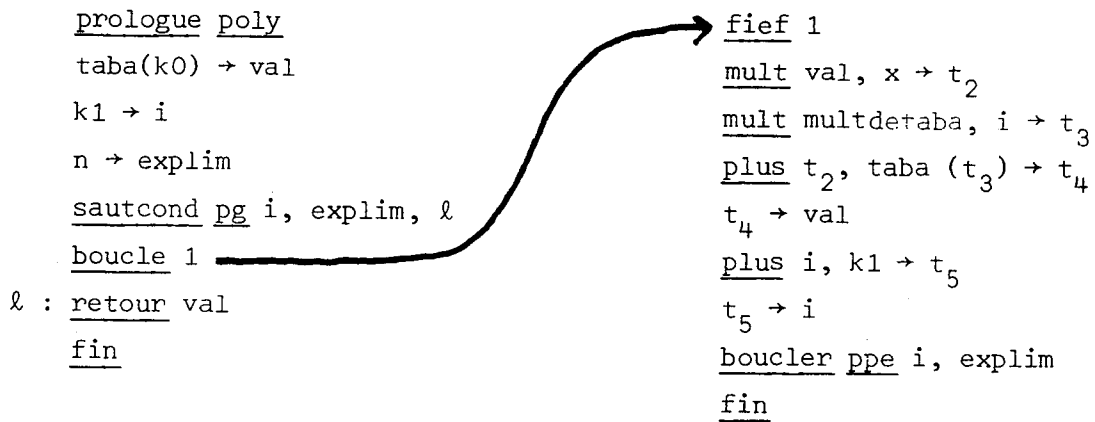 prologue poly
taba(k0) → val
k1 → i
n → explim
sautcond pg i, explim, ℓ
boucle 1
ℓ : retour val
fin
fief 1
mult val, x → t₂
mult multdetaba, i → t₃
plus t₂, taba (t₃) → t₄
t₄ → val
plus i, k1 → t₅
t₅ → i
boucler ppe i, explim
fin